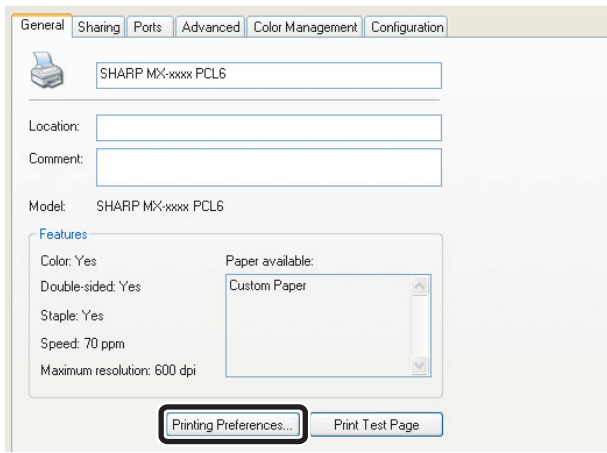 General Sharing Ports Advanced Color Management Configuration
SHARP MX-xxxx PCL6
Location:
Comment:
Model: SHARP MX-xxxx PCL6
Features
Color: Yes
Double-sided: Yes
Staple: Yes
Speed: 70 ppm
Maximum resolution: 600 dpi
Paper available:
Custom Paper
Printing Preferences... Print Test Page